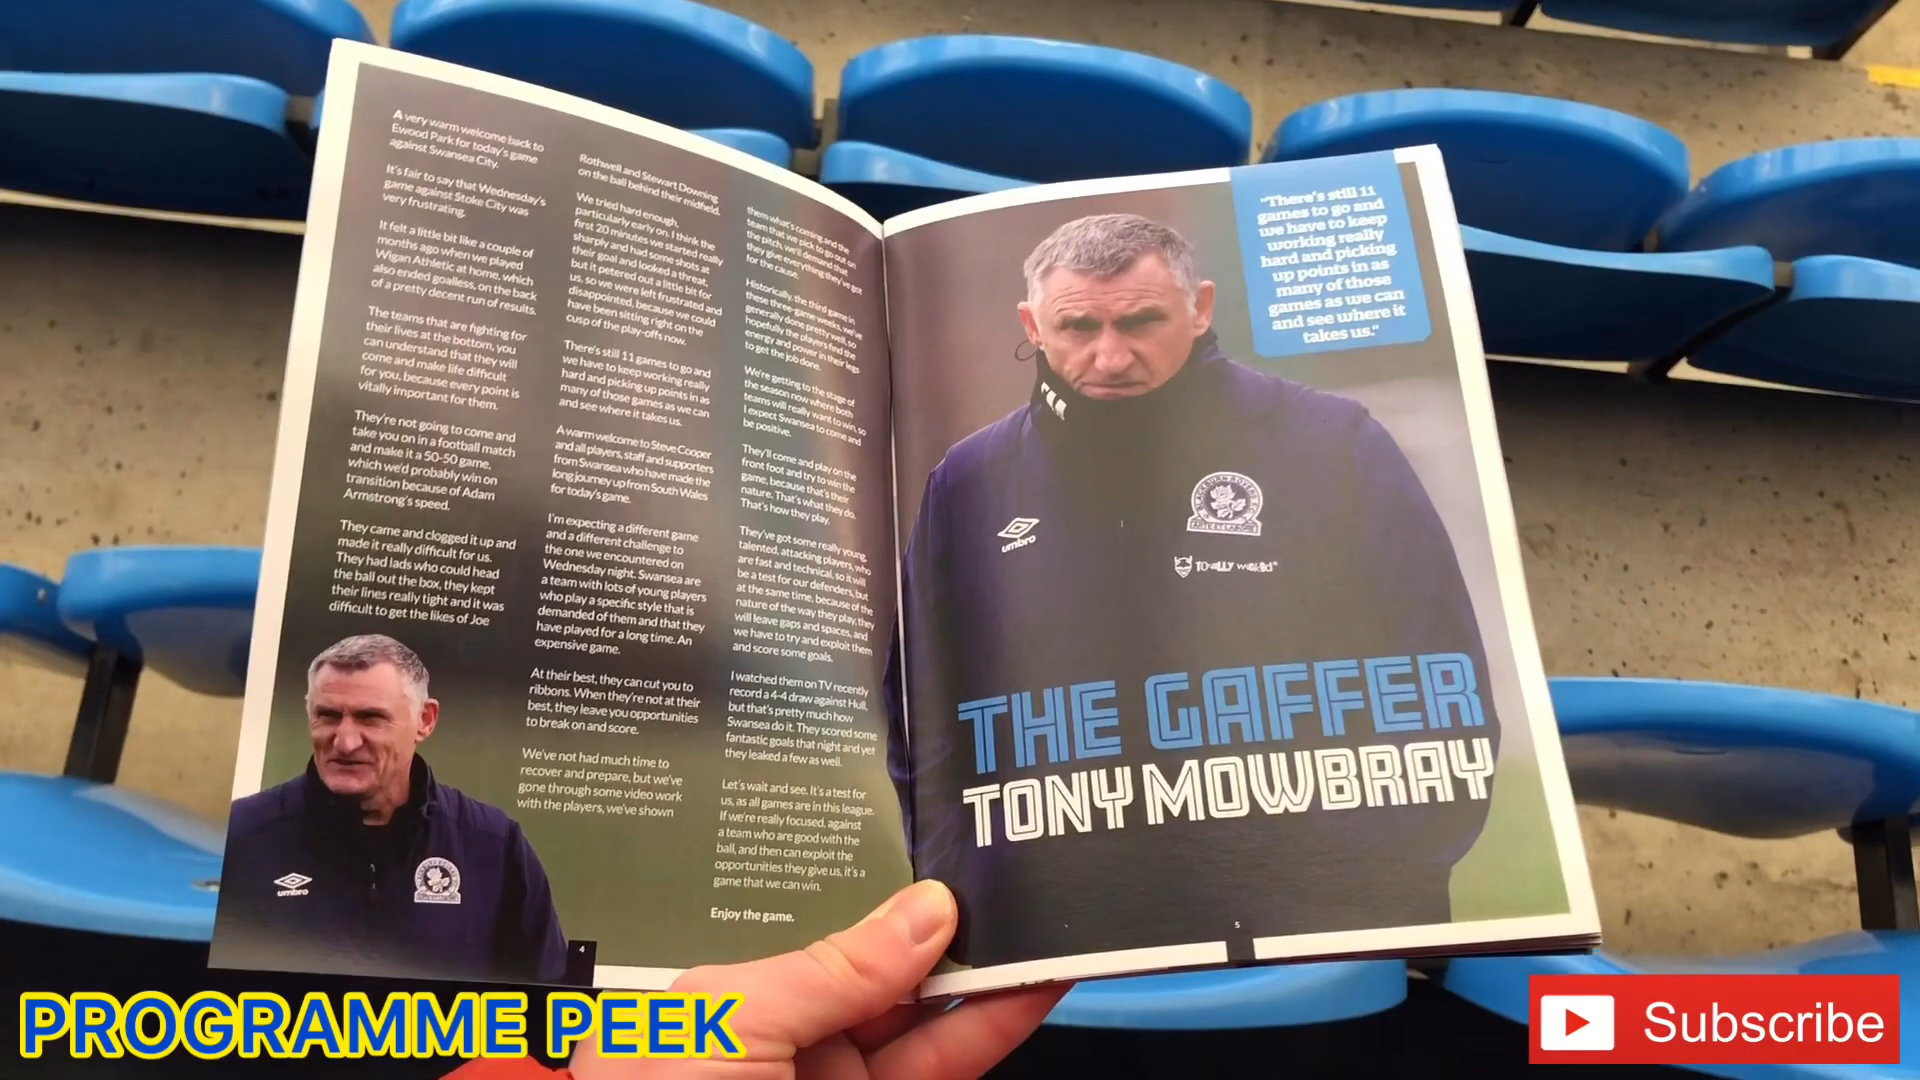 A very warm welcome back to
Ewood Park for today's game
against Swansea City.
It's fair to say that Wednesday's
game against Stoke City was
very frustrating.
It felt a little bit like a couple of
months ago when we played
Wigan Athletic at home, which
also ended goalless, on the back
of a pretty decent run of results.
The teams that are fighting for
their lives at the bottom, you
can understand that they will
come and make life difficult
for you, because every point is
vitally important for them.
They're not going to come and
take you on in a football match
and make it a 50-50 game,
which we'd probably win on
transition because of Adam
Armstrong's speed.
They came and clogged it up and
made it really difficult for us.
They had lads who could head
the ball out the box, they kept
their lines really tight and it was
difficult to get the likes of Joe
Rothwell and Stewart Downing
on the ball behind their midfield.
We tried hard enough,
particularly early on. I think the
first 20 minutes we started really
sharply and had some shots at
their goal and looked a threat,
but it petered out a little bit for
us, so we were left frustrated and
disappointed, because we could
have been sitting right on the
cusp of the play-offs now.
There's still 11 games to go and
we have to keep working really
hard and picking up points in as
many of those games as we can
and see where it takes us.
A warm welcome to Steve Cooper
and all players, staff and supporters
from Swansea who have made the
long journey up from South Wales
for today's game.
I'm expecting a different game
and a different challenge to
the one we encountered on
Wednesday night. Swansea are
a team with lots of young players
who play a specific style that is
demanded of them and that they
have played for a long time. An
expensive game.
At their best, they can cut you to
ribbons. When they're not at their
best, they leave you opportunities
to break on and score.
We've not had much time to
recover and prepare, but we've
gone through some video work
with the players, we've shown
them what's coming and the
team that we pick to go out on
the pitch, we'll demand that
they give everything they've got
for the cause.
Historically, the third game in
these three-game weeks, we've
generally done pretty well, so
hopefully the players find the
energy and power in their legs
to get the job done.
We're getting to the stage of
the season now where both
teams will really want to win, so
I expect Swansea to come and
be positive.
They'll come and play on the
front foot and try to win the
game, because that's their
nature. That's what they do.
That's how they play.
They've got some really young,
talented, attacking players, who
are fast and technical, so it will
be a test for our defenders, but
at the same time, because of the
nature of the way they play, they
will leave gaps and spaces, and
we have to try and exploit them
and score some goals.
I watched them on TV recently
record a 4-4 draw against Hull,
but that's pretty much how
Swansea do it. They scored some
fantastic goals that night and yet
they leaked a few as well.
Let's wait and see. It's a test for
us, as all games are in this league.
If we're really focused, against
a team who are good with the
ball, and then can exploit the
opportunities they give us, it's a
game that we can win.
Enjoy the game.
umbro
4
"There's still 11
games to go and
we have to keep
working really
hard and picking
up points in as
many of those
games as we can
and see where it
takes us."
umbro
BLACKBURN ROVERS F.C.
ARTE ET LABORE
TOTALLY WICKED
THE GAFFER
TONY MOWBRAY
5
PROGRAMME PEEK
Subscribe